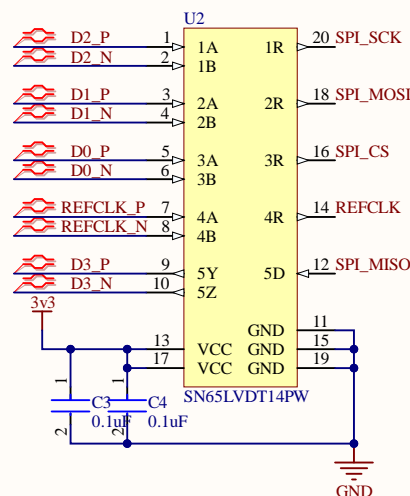 U2
D2_P 1 1A 1R 20 SPI_SCK
D2_N 2 1B
D1_P 3 2A 2R 18 SPI_MOSI
D1_N 4 2B
D0_P 5 3A 3R 16 SPI_CS
D0_N 6 3B
REFCLK_P 7 4A 4R 14 REFCLK
REFCLK_N 8 4B
D3_P 9 5Y 5D 12 SPI_MISO
D3_N 10 5Z
3v3
GND 11
13 VCC GND 15
17 VCC GND 19
1 1
SN65LVDT14PW
C3 C4
0.1uF 0.1uF
2 2
GND